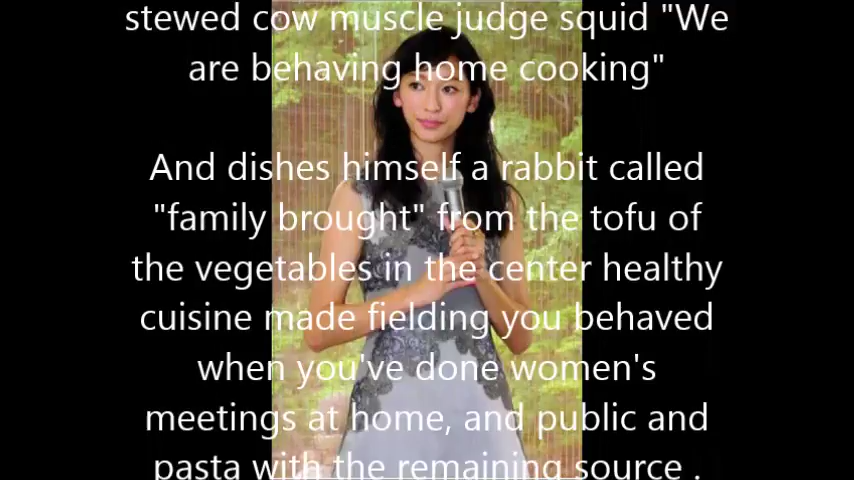 stewed cow muscle judge squid "We
are behaving home cooking"
And dishes himself a rabbit called
"family brought" from the tofu of
the vegetables in the center healthy
cuisine made fielding you behaved
when you've done women's
meetings at home, and public and
pasta with the remaining source .